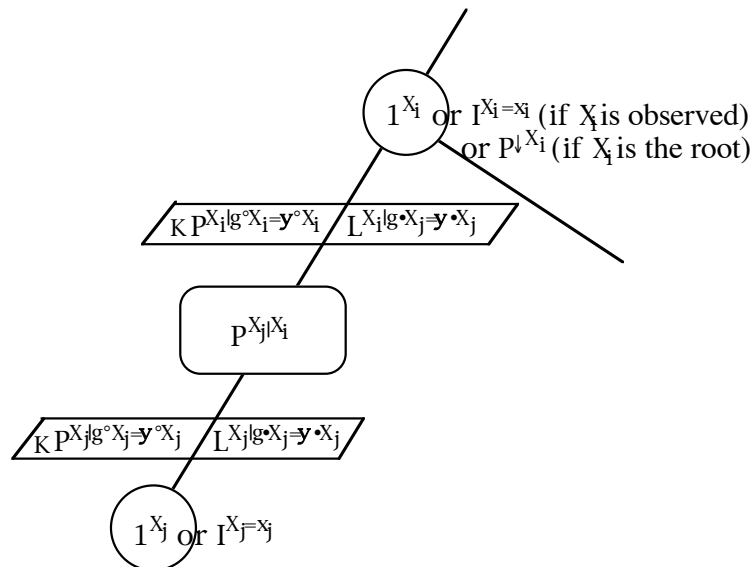 1^{X_i} or I^{X_i=x_i} (if X_i is observed)
or P^{↓X_i} (if X_i is the root)
K P^{X_i|g°X_i=y°X_i} L^{X_i|g•X_j=y•X_j}
P^{X_j|X_i}
K P^{X_j|g°X_j=y°X_j} L^{X_j|g•X_j=y•X_j}
1^{X_j} or I^{X_j=x_j}